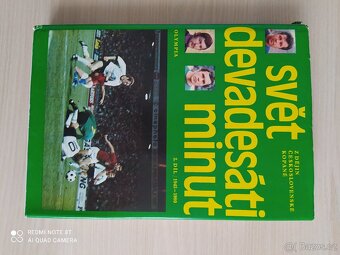 svět
devadesáti
minut
Z DĚJIN
ČESKOSLOVENSKÉ
KOPANÉ
2. DÍL: 1945–1980
OLYMPIA
REDMI NOTE 8T
AI QUAD CAMERA